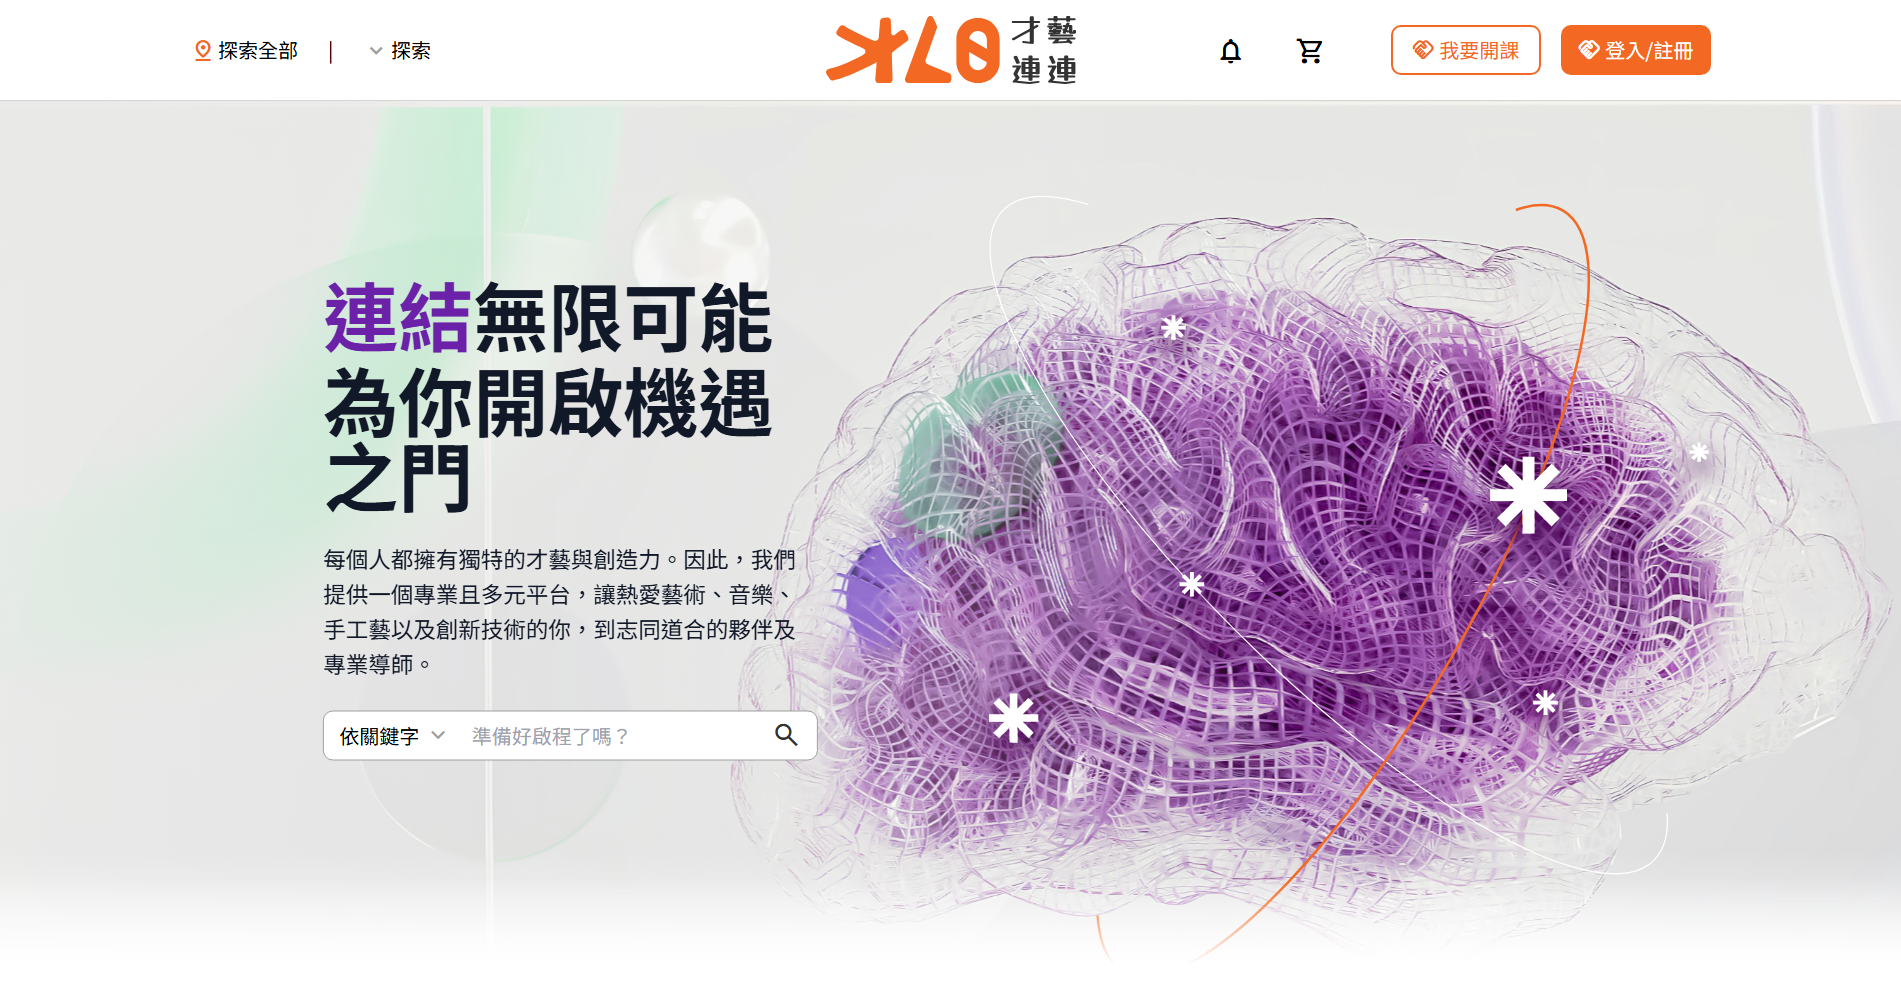 探索全部 | 探索
才藝
連連
我要開課
登入/註冊
連結無限可能
為你開啟機遇
之門
每個人都擁有獨特的才藝與創造力。因此，我們
提供一個專業且多元平台，讓熱愛藝術、音樂、
手工藝以及創新技術的你，到志同道合的夥伴及
專業導師。
依關鍵字 準備好啟程了嗎？